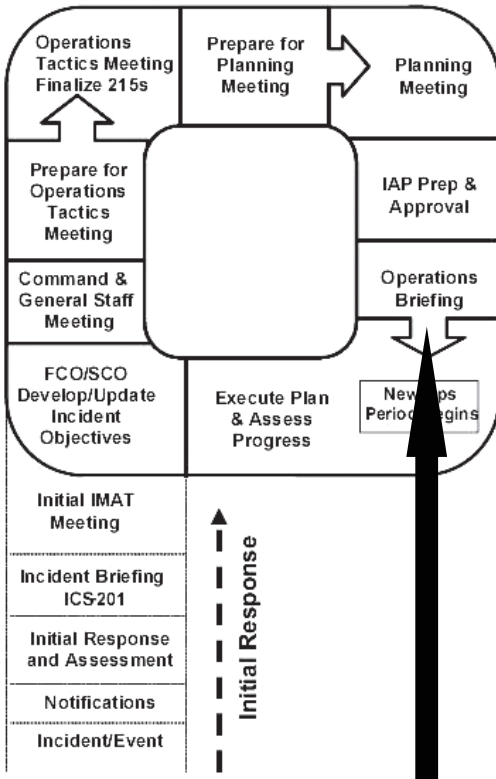 Operations
Tactics Meeting
Finalize 215s
Prepare for
Planning
Meeting
Planning
Meeting
Prepare for
Operations
Tactics
Meeting
IAP Prep &
Approval
Command &
General Staff
Meeting
Operations
Briefing
FCO/SCO
Develop/Update
Incident
Objectives
Execute Plan
& Assess
Progress
New
Period
Initial IMAT
Meeting
Incident Briefing
ICS-201
Initial Response
and Assessment
Notifications
Incident/Event
Initial Response